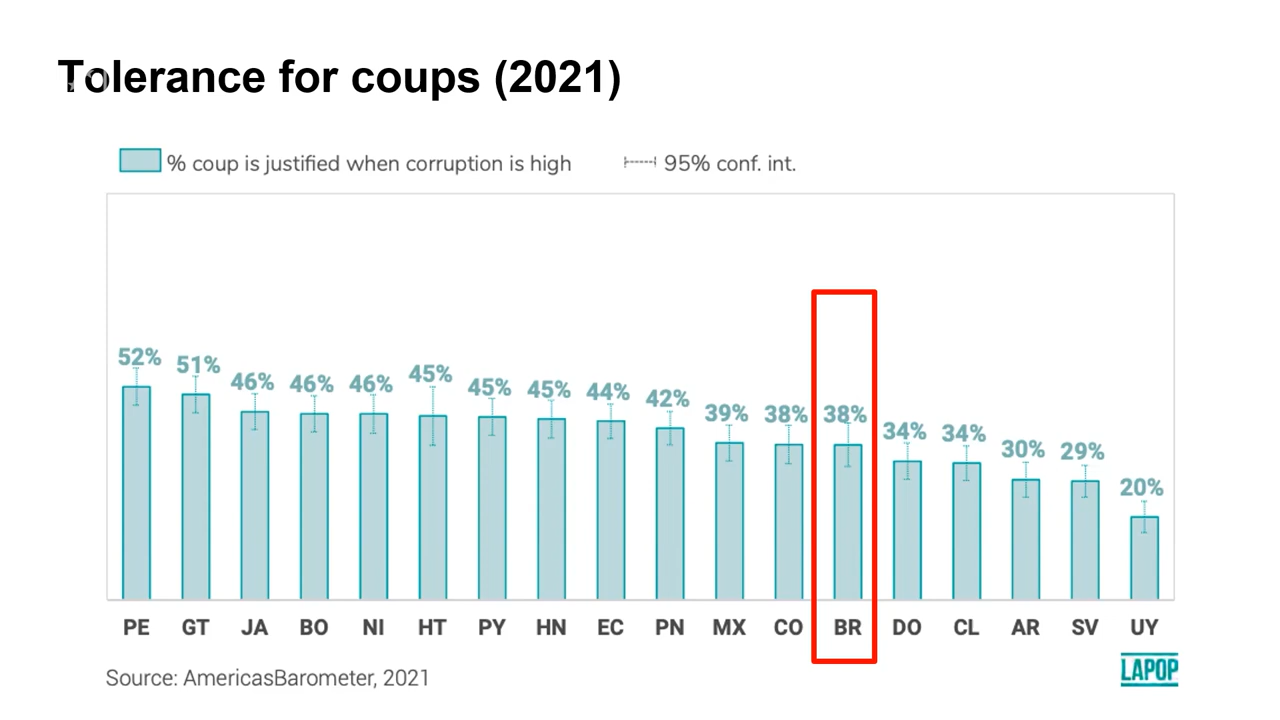 Tolerance for coups (2021)
% coup is justified when corruption is high 95% conf. int.
52% 51% 46% 46% 46% 45% 45% 45% 44% 42% 39% 38% 38% 34% 34% 30% 29% 20%
PE GT JA BO NI HT PY HN EC PN MX CO BR DO CL AR SV UY
Source: AmericasBarometer, 2021
LAPOP